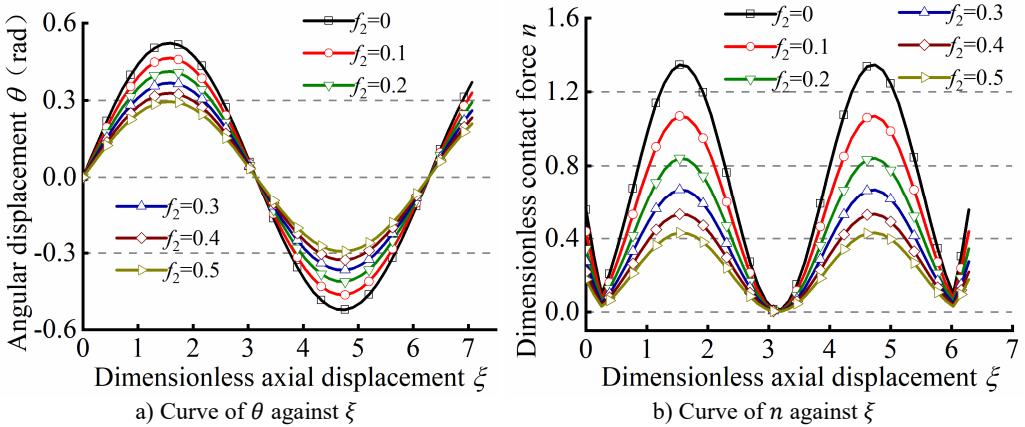 Angular displacement θ (rad)
0.6
0.3
0.0
-0.3
-0.6
f₂=0
f₂=0.1
f₂=0.2
f₂=0.3
f₂=0.4
f₂=0.5
0 1 2 3 4 5 6 7
Dimensionless axial displacement ξ
a) Curve of θ against ξ
Dimensionless contact force n
1.6
1.2
0.8
0.4
0.0
f₂=0
f₂=0.1
f₂=0.2
f₂=0.3
f₂=0.4
f₂=0.5
0 1 2 3 4 5 6 7
Dimensionless axial displacement ξ
b) Curve of n against ξ